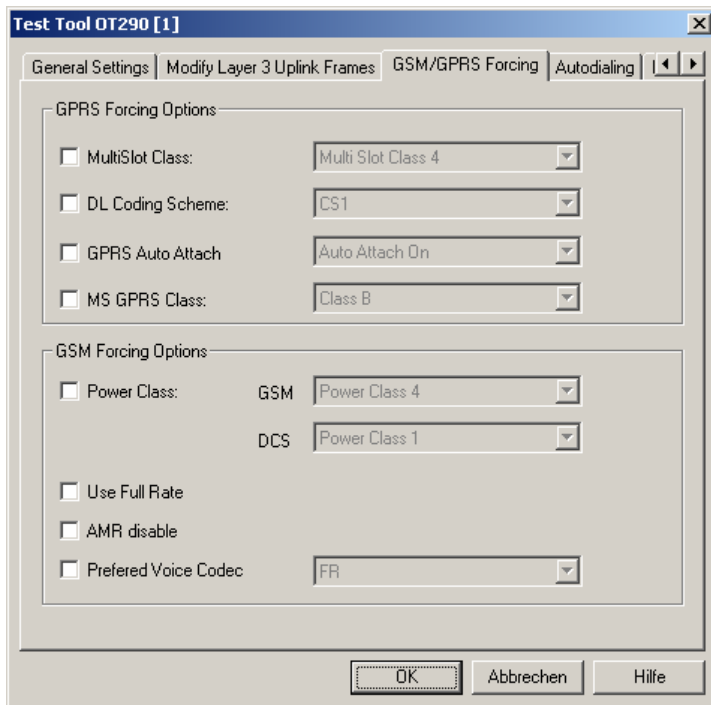 Test Tool OT290 [1]
General Settings Modify Layer 3 Uplink Frames GSM/GPRS Forcing Autodialing
GPRS Forcing Options
MultiSlot Class: Multi Slot Class 4
DL Coding Scheme: CS1
GPRS Auto Attach Auto Attach On
MS GPRS Class: Class B
GSM Forcing Options
Power Class: GSM Power Class 4
DCS Power Class 1
Use Full Rate
AMR disable
Prefered Voice Codec FR
OK Abbrechen Hilfe